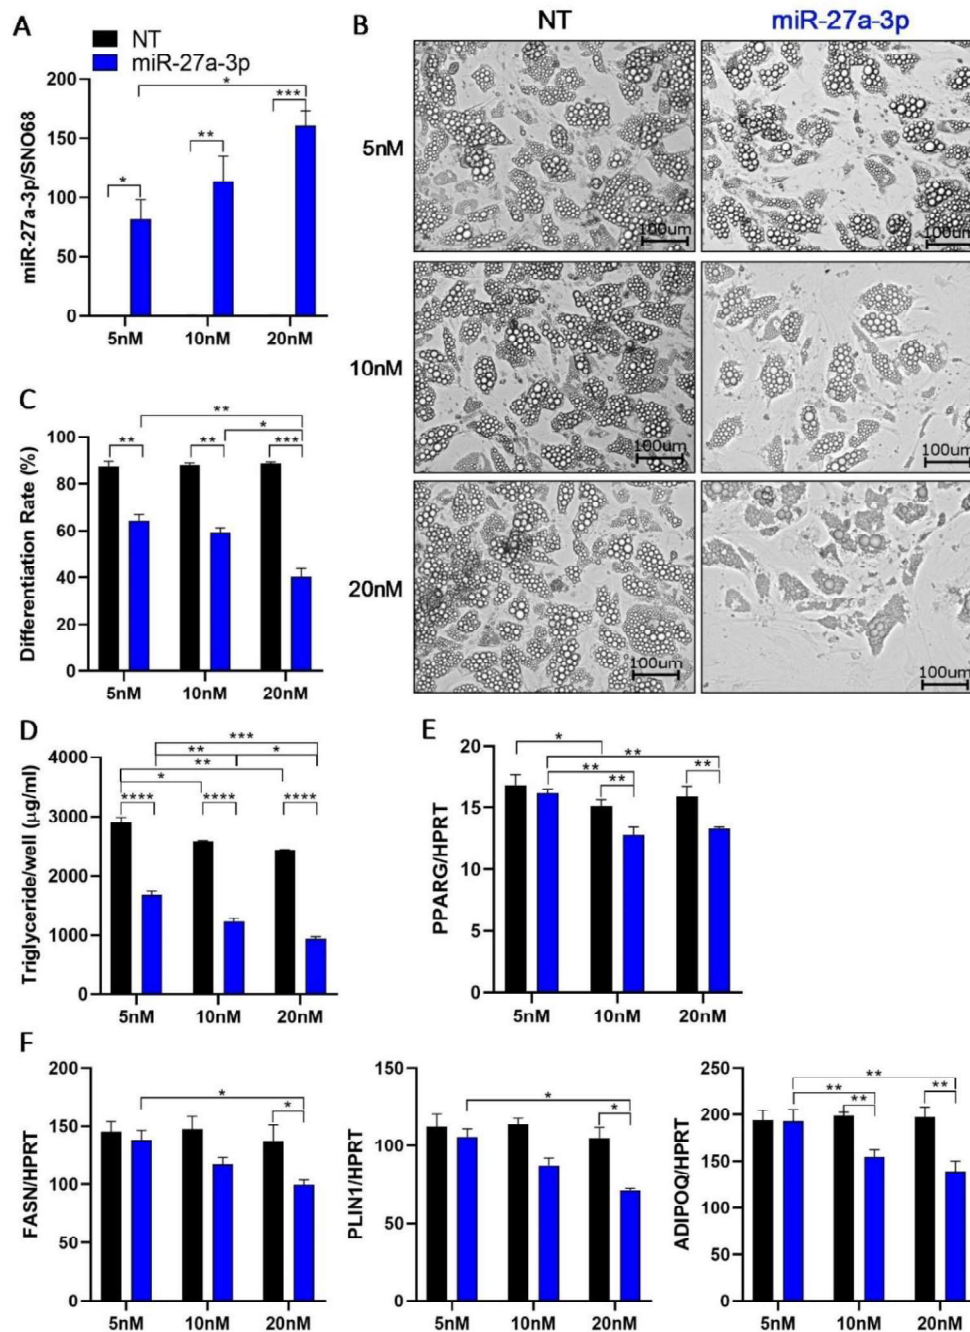 A
NT
miR-27a-3p
miR-27a-3p/SNO68
200
150
100
50
0
*
**
***
*
5nM
10nM
20nM
B
NT
miR-27a-3p
5nM
100um
100um
10nM
100um
100um
20nM
100um
100um
C
Differentiation Rate (%)
100
80
60
40
20
0
**
*
**
**
***
5nM
10nM
20nM
D
Triglyceride/well (µg/ml)
4000
3000
2000
1000
0
***
**
*
**
*
****
****
****
5nM
10nM
20nM
E
PPARG/HPRT
20
15
10
5
0
*
**
**
**
**
5nM
10nM
20nM
F
FASN/HPRT
200
150
100
50
0
*
*
5nM
10nM
20nM
PLIN1/HPRT
150
100
50
0
*
*
5nM
10nM
20nM
ADIPOQ/HPRT
250
200
150
100
50
0
**
**
**
**
5nM
10nM
20nM